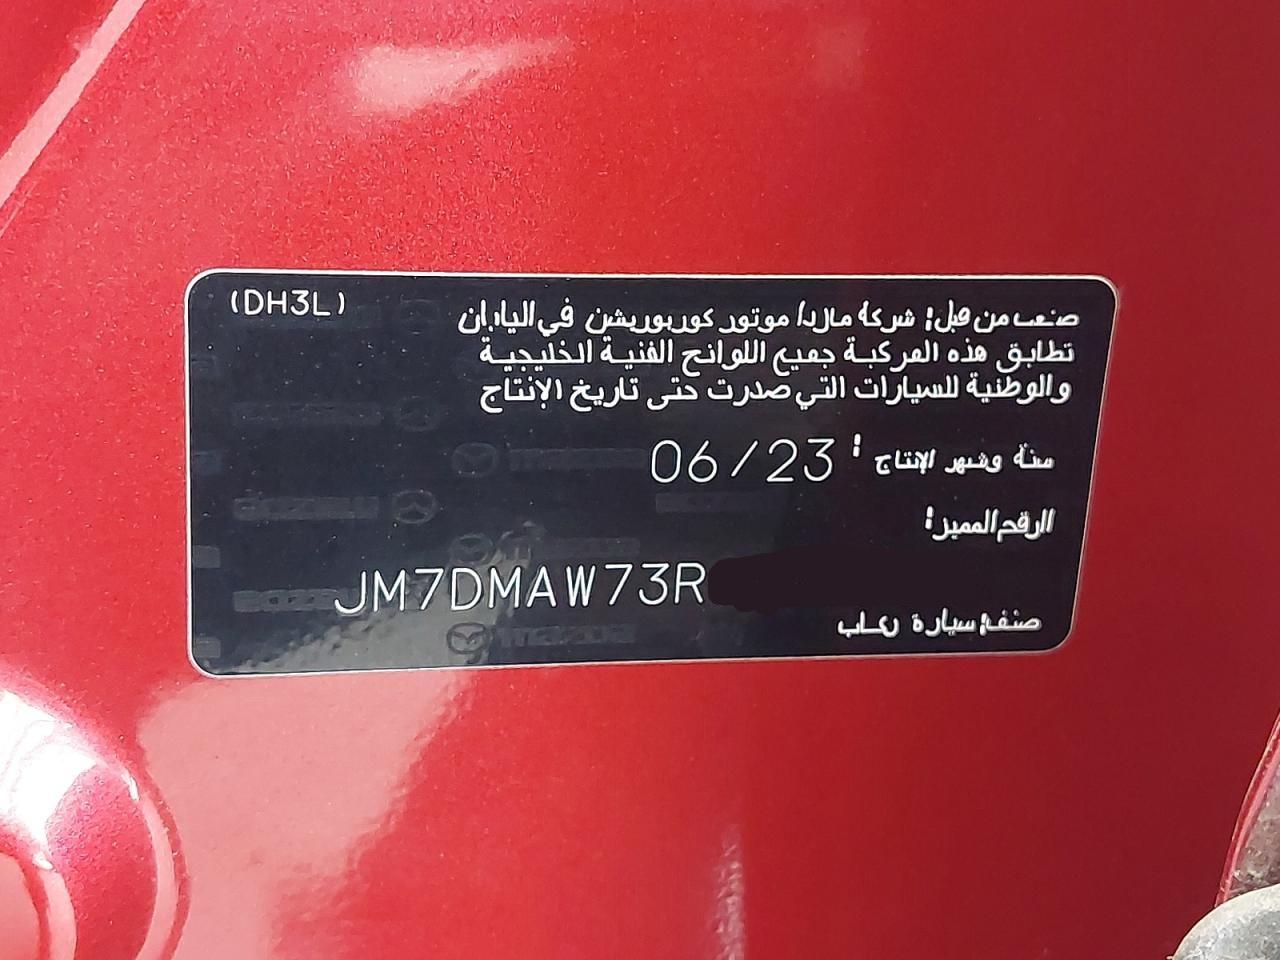 (DH3L)
صنعت من قبل: شركة مازدا موتور كوربوريشن في اليابان
تطابق هذه المركبة جميع اللوائح الفنية الخليجية
والوطنية للسيارات التي صدرت حتى تاريخ الإنتاج
سنة وشهر الإنتاج : 06/23
الرقم المميز:
JM7DMAW73R
صنف: سيارة ركاب